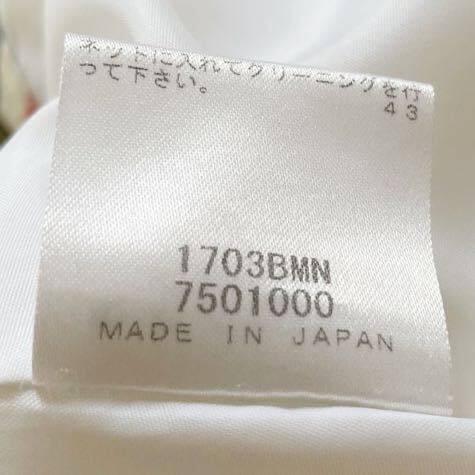 ネットに入れてクリーニングを行
って下さい。
43
1703BMN
7501000
MADE IN JAPAN